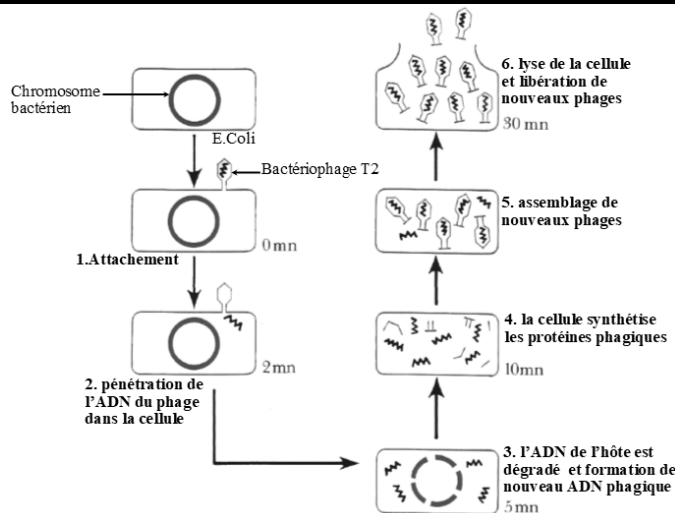 Chromosome
bactérien
E.Coli
Bactériophage T2
0mn
1.Attachement
2mn
2. pénétration de
l'ADN du phage
dans la cellule
3. l'ADN de l'hôte est
dégradé et formation de
nouveau ADN phagique
5mn
4. la cellule synthétise
les protéines phagiques
10mn
5. assemblage de
nouveaux phages
6. lyse de la cellule
et libération de
nouveaux phages
30 mn